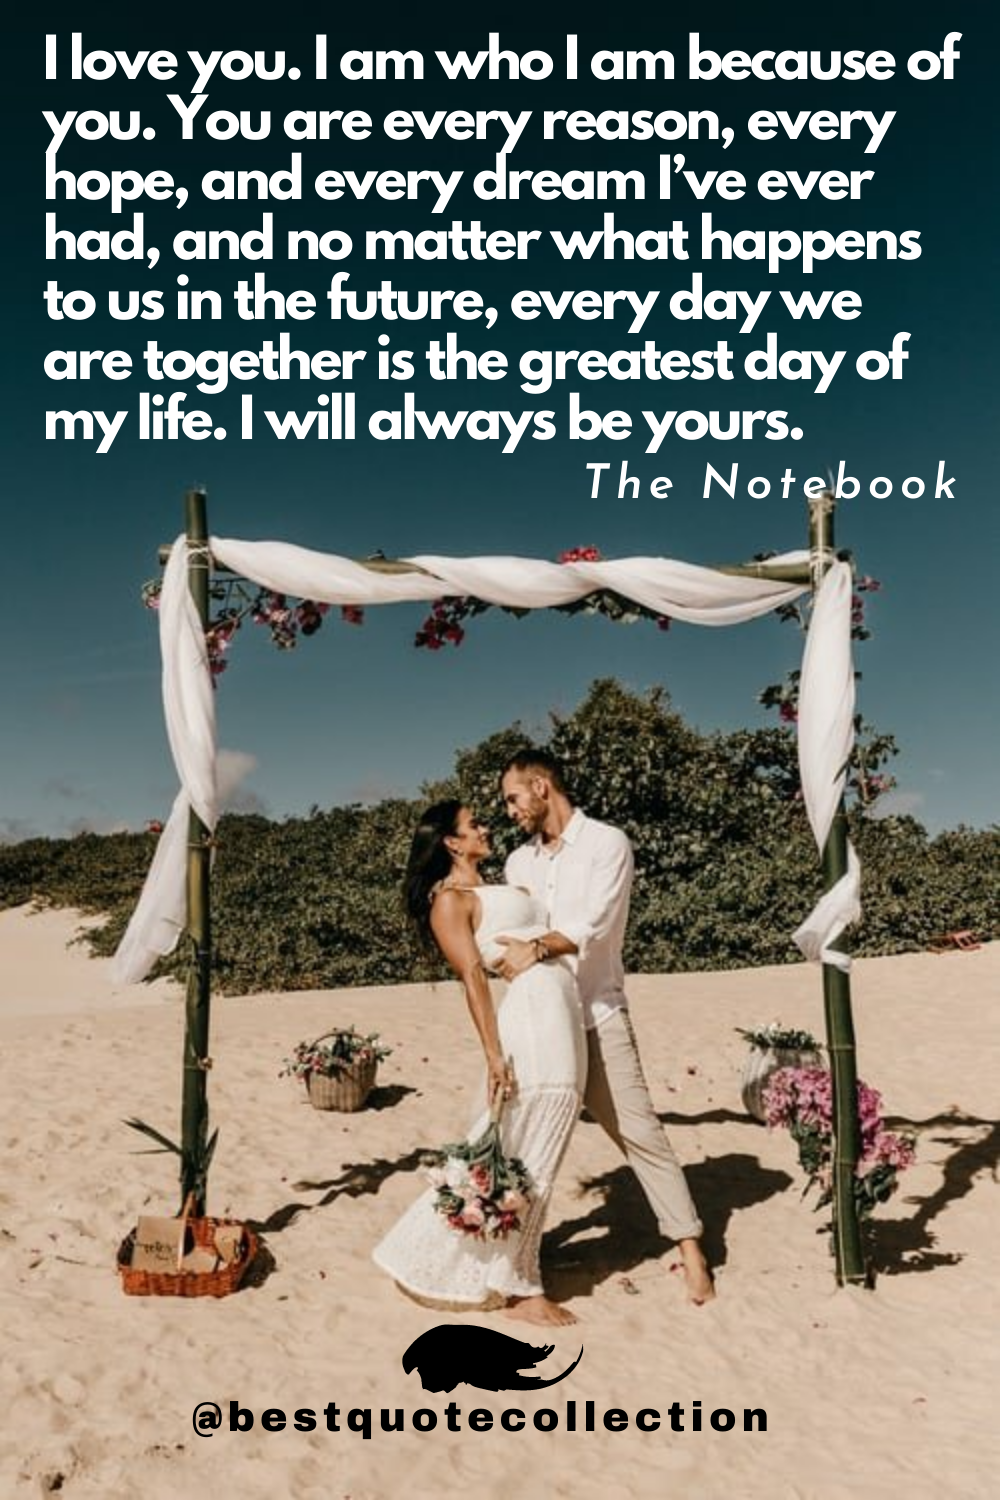 I love you. I am who I am because of
you. You are every reason, every
hope, and every dream I’ve ever
had, and no matter what happens
to us in the future, every day we
are together is the greatest day of
my life. I will always be yours.
The Notebook
@bestquotecollection